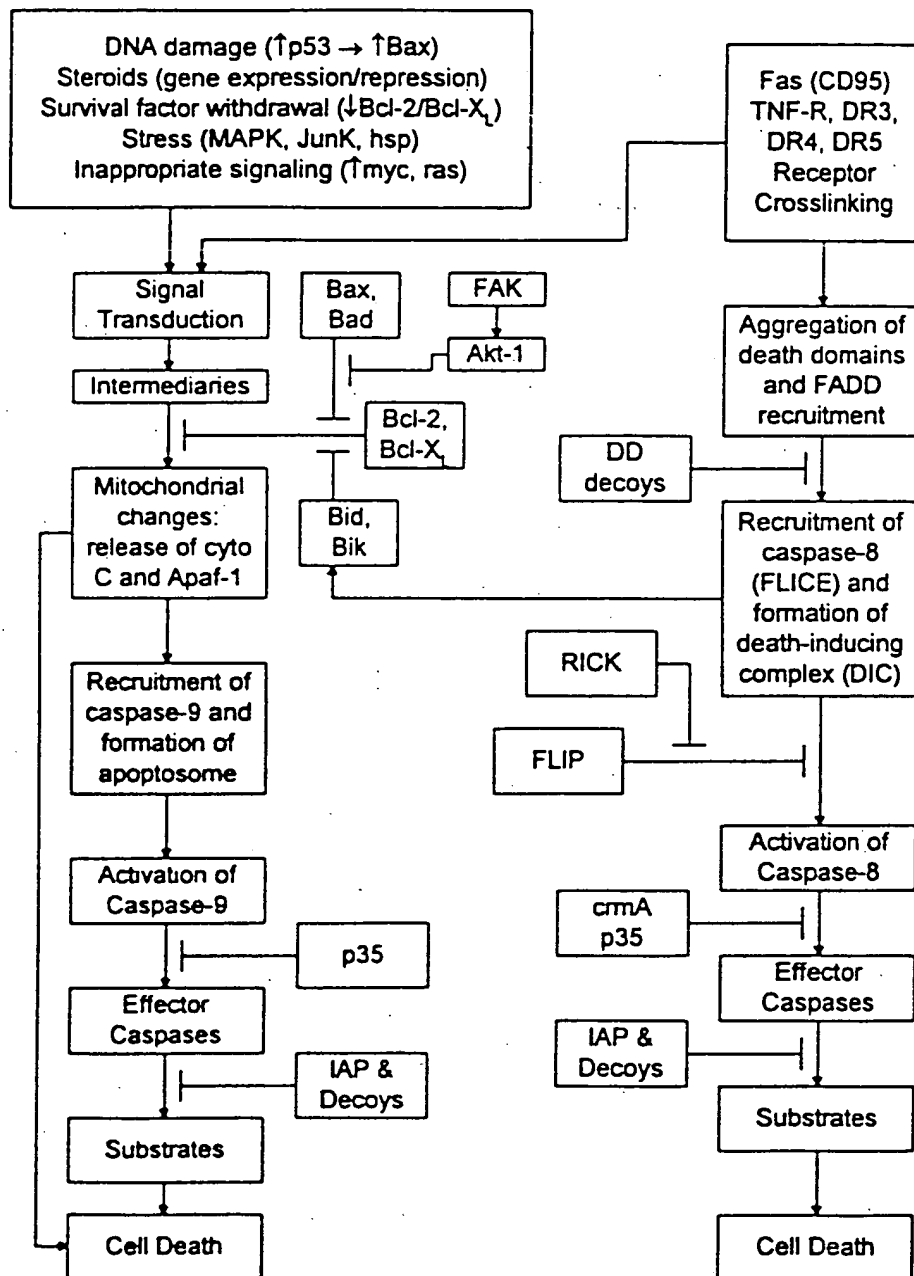 DNA damage (↑p53 → ↑Bax)
Steroids (gene expression/repression)
Survival factor withdrawal (↓Bcl-2/Bcl-X_L)
Stress (MAPK, JunK, hsp)
Inappropriate signaling (↑myc, ras)
Fas (CD95)
TNF-R, DR3,
DR4, DR5
Receptor
Crosslinking
Signal
Transduction
Bax,
Bad
FAK
Akt-1
Aggregation of
death domains
and FADD
recruitment
Intermediaries
Bcl-2,
Bcl-X_L
DD
decoys
Mitochondrial
changes:
release of cyto
C and Apaf-1
Bid,
Bik
Recruitment of
caspase-8
(FLICE) and
formation of
death-inducing
complex (DIC)
RICK
Recruitment of
caspase-9 and
formation of
apoptosome
FLIP
Activation of
Caspase-9
Activation of
Caspase-8
p35
crmA
p35
Effector
Caspases
Effector
Caspases
IAP &
Decoys
IAP &
Decoys
Substrates
Substrates
Cell Death
Cell Death